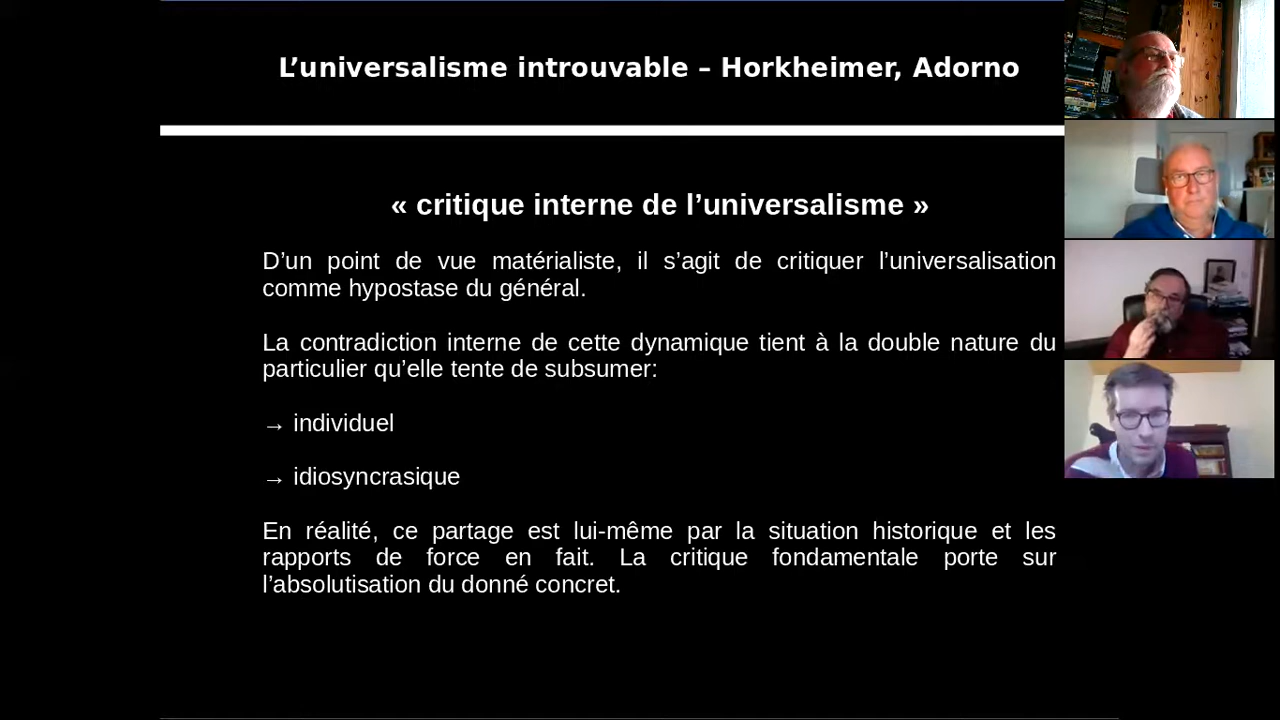 L’universalisme introuvable – Horkheimer, Adorno
« critique interne de l’universalisme »
D’un point de vue matérialiste, il s’agit de critiquer l’universalisation
comme hypostase du général.
La contradiction interne de cette dynamique tient à la double nature du
particulier qu’elle tente de subsumer:
→ individuel
→ idiosyncrasique
En réalité, ce partage est lui-même par la situation historique et les
rapports de force en fait. La critique fondamentale porte sur
l’absolutisation du donné concret.